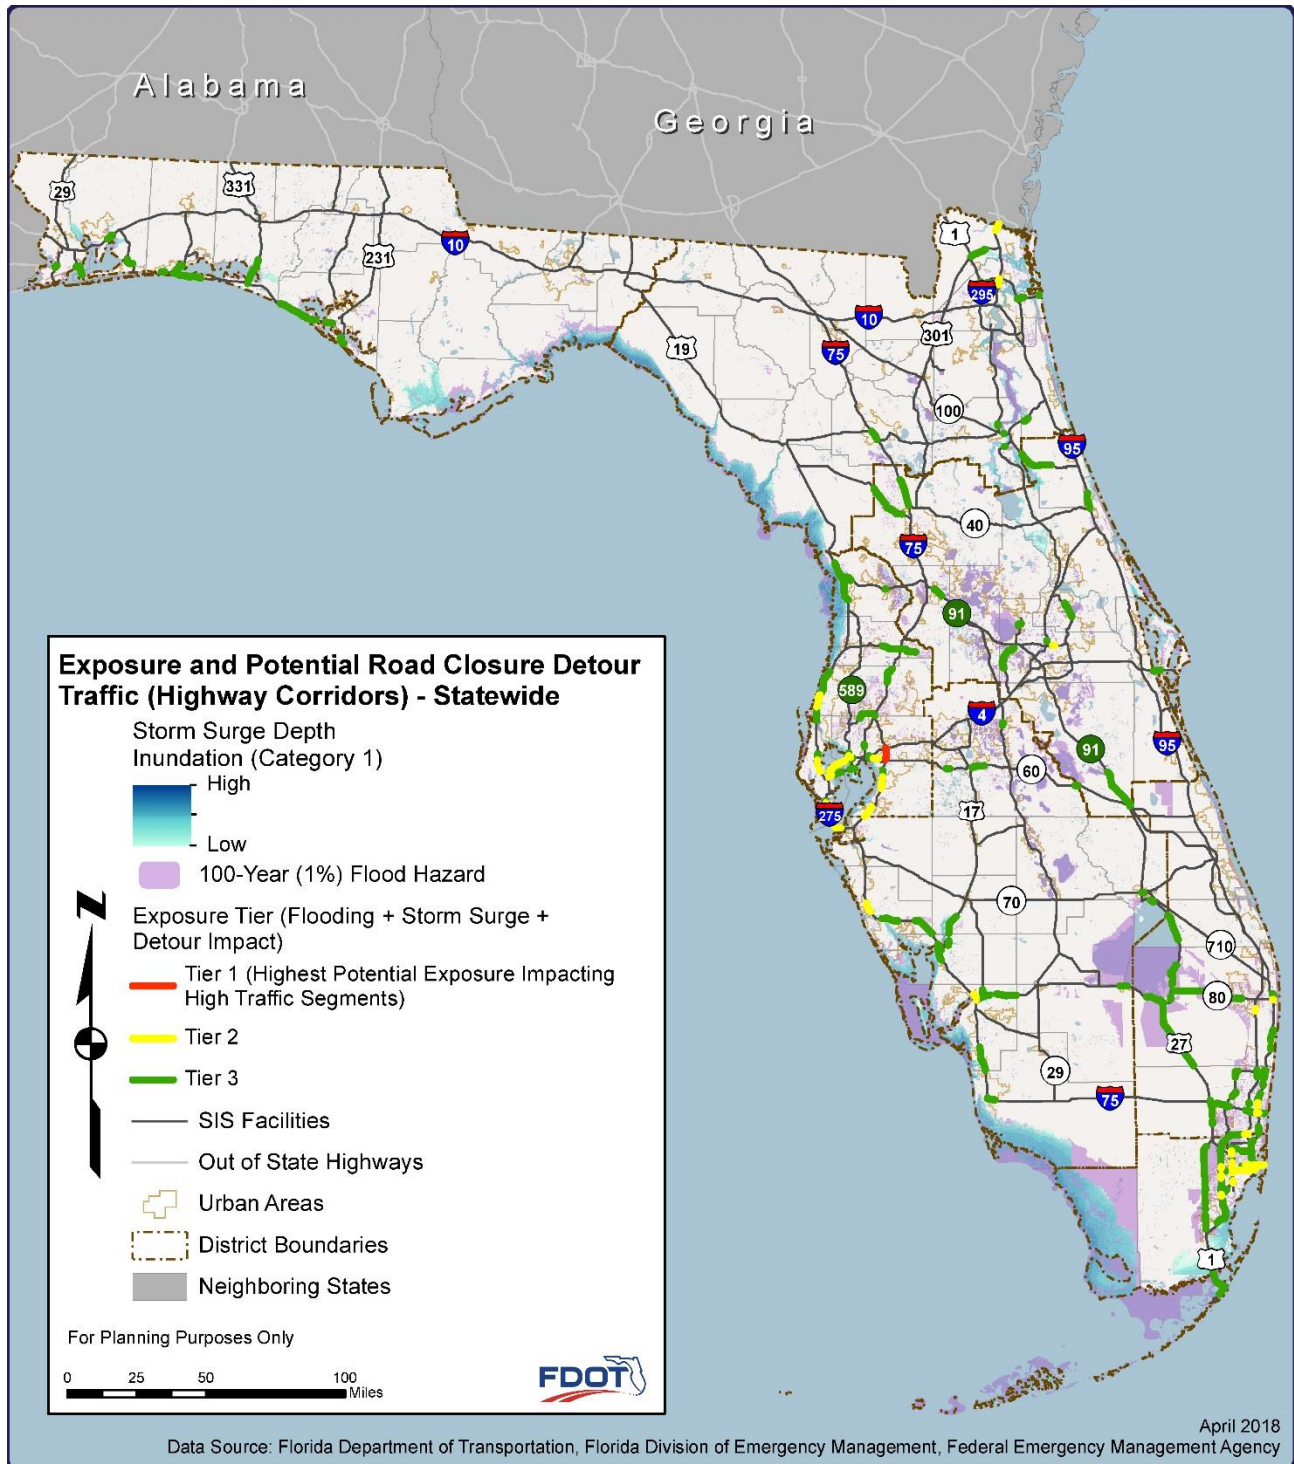 Alabama
Georgia
29
331
231
10
1
295
10
301
75
19
100
95
40
75
91
589
4
91
95
60
275
17
70
710
80
27
29
75
1
Exposure and Potential Road Closure Detour
Traffic (Highway Corridors) - Statewide
Storm Surge Depth
Inundation (Category 1)
High
Low
100-Year (1%) Flood Hazard
Exposure Tier (Flooding + Storm Surge +
Detour Impact)
Tier 1 (Highest Potential Exposure Impacting
High Traffic Segments)
Tier 2
Tier 3
SIS Facilities
Out of State Highways
Urban Areas
District Boundaries
Neighboring States
N
For Planning Purposes Only
0 25 50 100
Miles
FDOT
April 2018
Data Source: Florida Department of Transportation, Florida Division of Emergency Management, Federal Emergency Management Agency